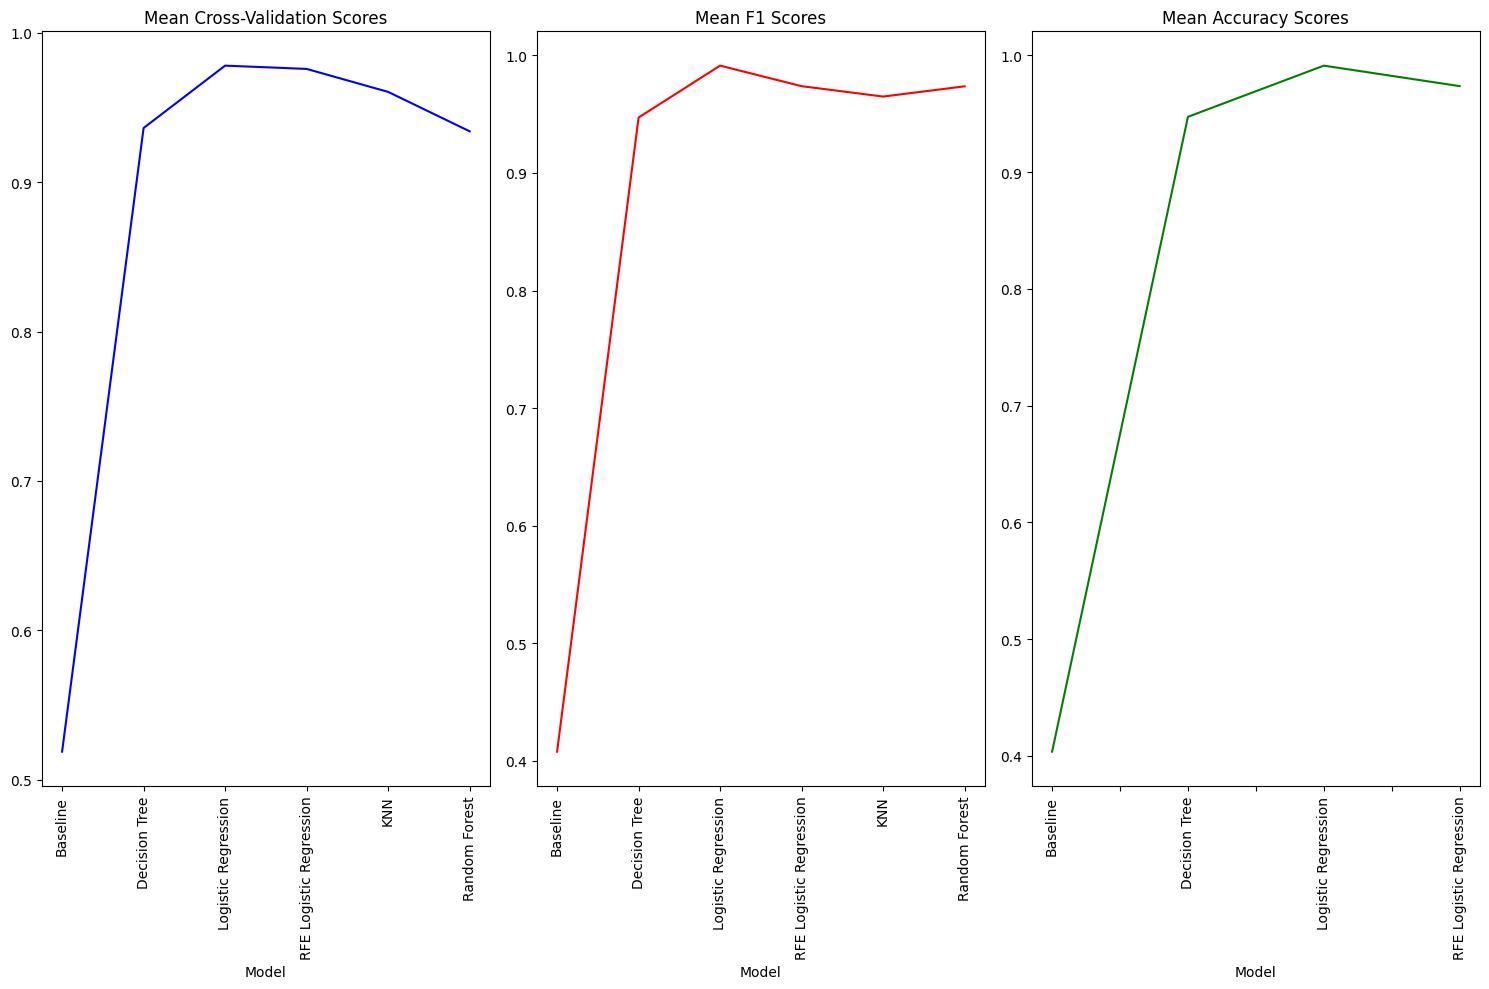 Mean Cross-Validation Scores
1.0
0.9
0.8
0.7
0.6
0.5
Baseline
Decision Tree
Logistic Regression
RFE Logistic Regression
KNN
Random Forest
Model
Mean F1 Scores
1.0
0.9
0.8
0.7
0.6
0.5
0.4
Baseline
Decision Tree
Logistic Regression
RFE Logistic Regression
KNN
Random Forest
Model
Mean Accuracy Scores
1.0
0.9
0.8
0.7
0.6
0.5
0.4
Baseline
Decision Tree
Logistic Regression
RFE Logistic Regression
Model